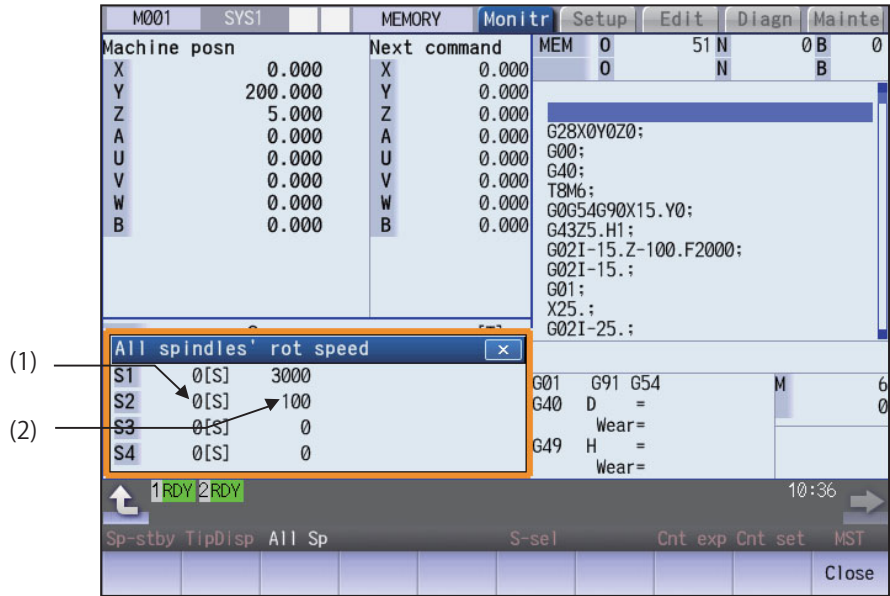 M001 SYS1 MEMORY Monitr Setup Edit Diagn Mainte
Machine posn Next command MEM O 51 N 0 B 0
O N B
X 0.000 X 0.000
Y 200.000 Y 0.000
Z 5.000 Z 0.000
A 0.000 A 0.000
U 0.000 U 0.000
V 0.000 V 0.000
W 0.000 W 0.000
B 0.000 B 0.000
G28X0Y0Z0;
G00;
G40;
T8M6;
G0G54G90X15.Y0;
G43Z5.H1;
G02I-15.Z-100.F2000;
G02I-15.;
G01;
X25.;
G02I-25.;
All spindles' rot speed
(1)
(2)
S1 0[S] 3000
S2 0[S] 100
S3 0[S] 0
S4 0[S] 0
G01 G91 G54 M 6
G40 D = 0
Wear=
G49 H =
Wear=
1 RDY 2 RDY 10:36
Sp-stby TipDisp All Sp S-sel Cnt exp Cnt set MST
Close